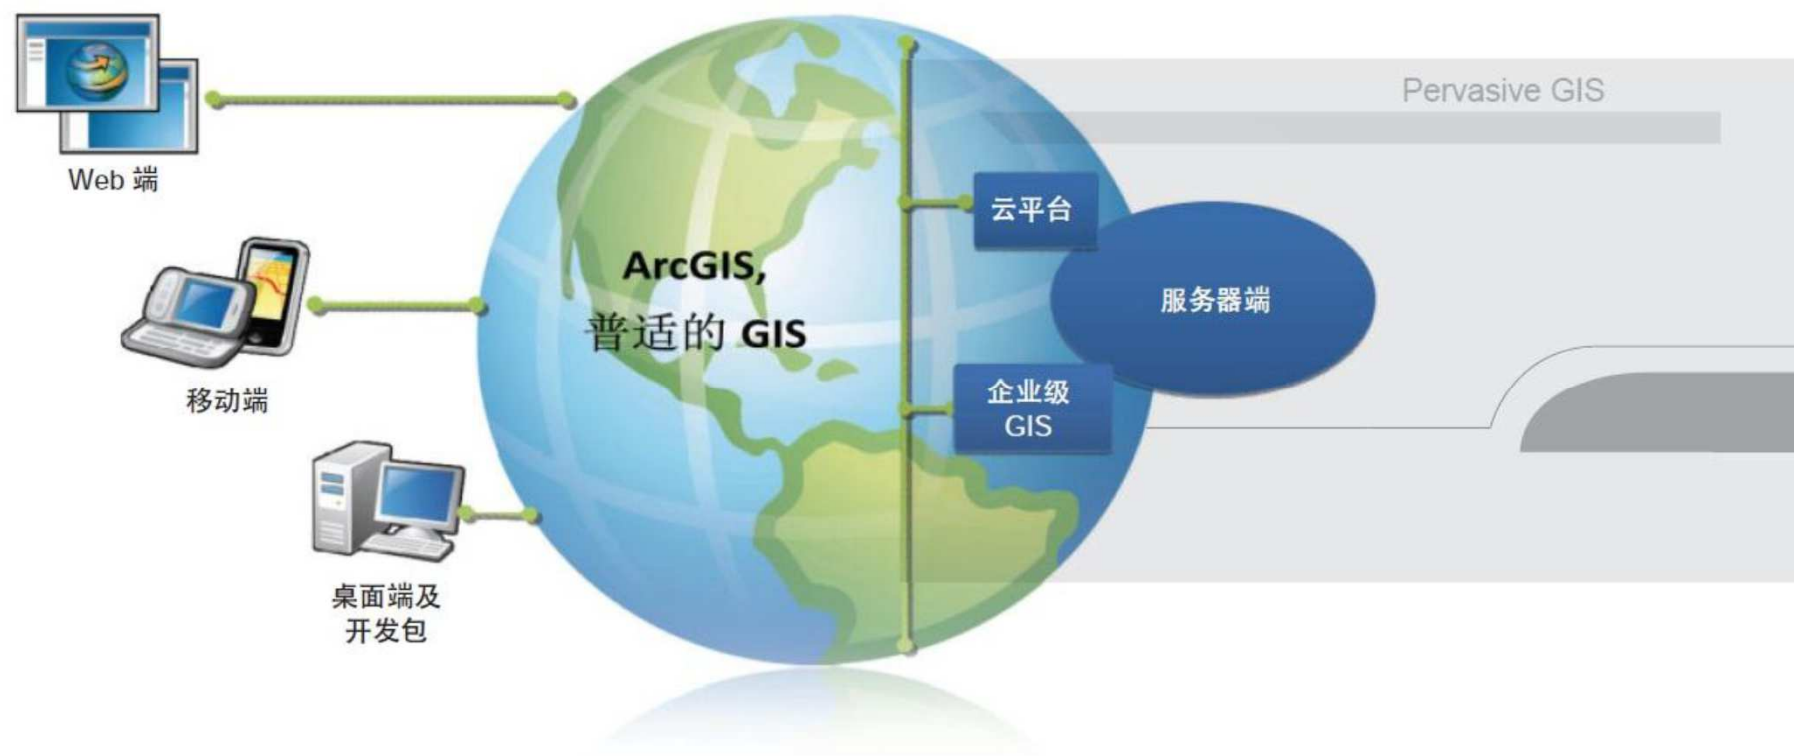 Pervasive GIS
Web 端
云平台
ArcGIS,
普适的 GIS
服务器端
移动端
企业级
GIS
桌面端及
开发包